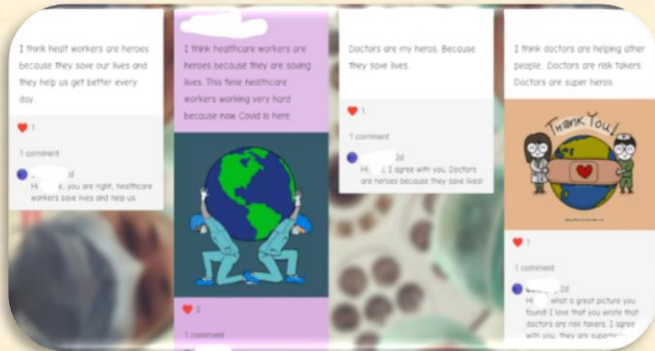 I think healt workers are heroes
because they save our lives and
they help us get better every
day.
1
1 comment
2d
Hi e, you are right, healthcare
workers save lives and help us.
I think healthcare workers are
heroes because they are saving
lives. This time healthcare
workers working very hard
because now Covid is here.
2
1 comment
Doctors are my heros. Because
they save lives.
1
1 comment
2d
Hi s, I agree with you. Doctors
are heroes because they save lives!
I think doctors are helping other
people. Doctors are risk takers.
Doctors are super heros.
Thank You!
1
1 comment
2d
Hi what a great picture you
found! I love that you wrote that
doctors are risk takers. I agree
with you, they are